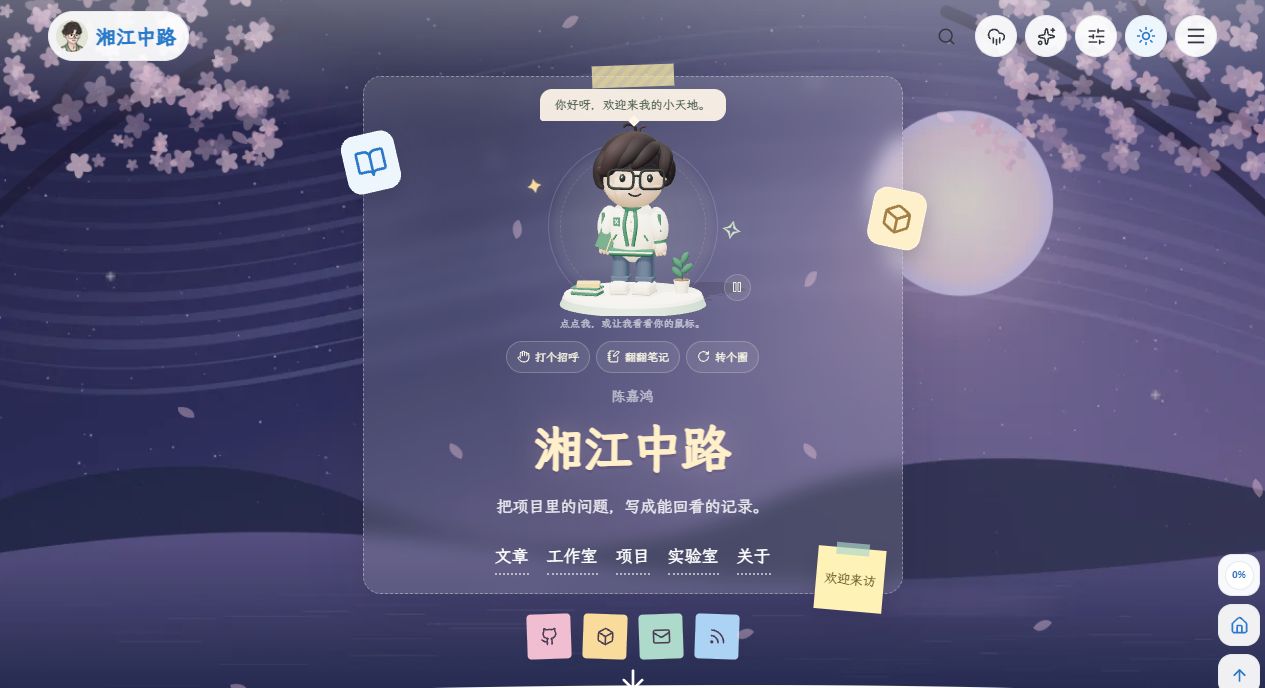 湘江中路
你好呀，欢迎来我的小天地。
点点我，或让我看看你的鼠标。
打个招呼 翻翻笔记 转个圈
陈嘉鸿
湘江中路
把项目里的问题，写成能回看的记录。
文章 工作室 项目 实验室 关于
欢迎来访
0%